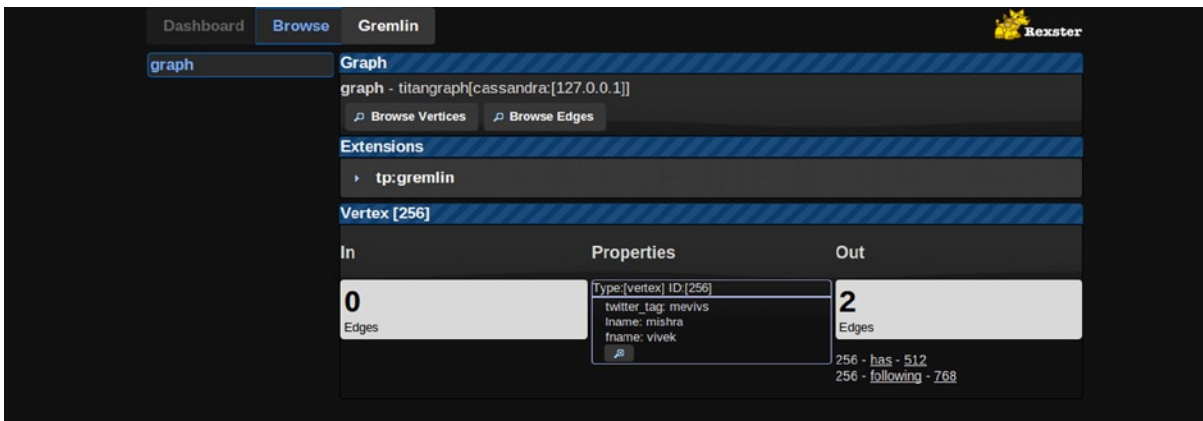 Dashboard Browse Gremlin
Rexster
graph
Graph
graph - titangraph[cassandra:[127.0.0.1]]
Browse Vertices Browse Edges
Extensions
tp:gremlin
Vertex [256]
In Properties Out
0
Edges
Type:[vertex] ID:[256]
twitter_tag: mevivs
lname: mishra
fname: vivek
2
Edges
256 - has - 512
256 - following - 768